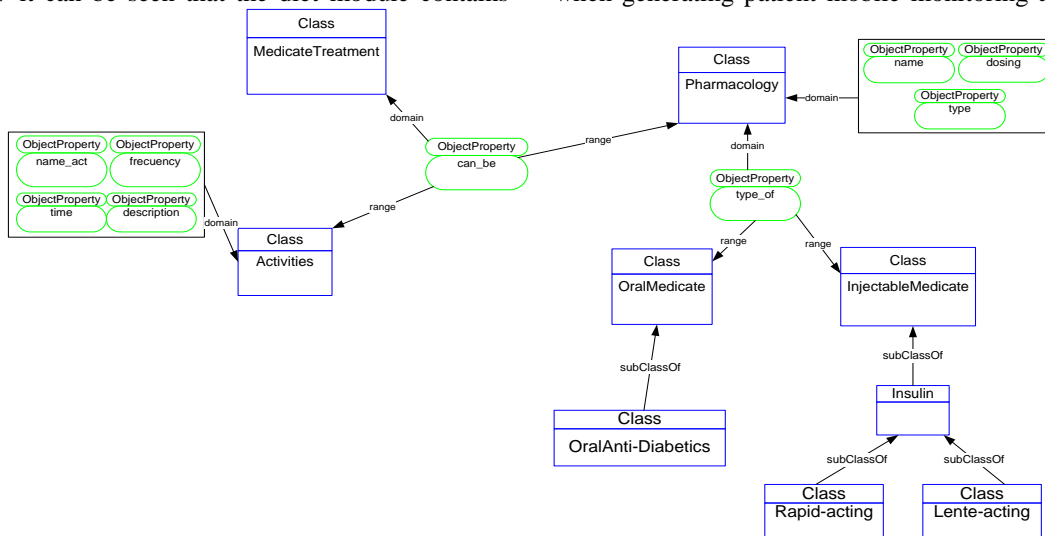 it can be seen that the diet module contains
when generating patient mobile monitoring
Class
MedicateTreatment
Class
Pharmacology
ObjectProperty
name
ObjectProperty
dosing
ObjectProperty
type
domain
domain
ObjectProperty
can_be
range
range
domain
ObjectProperty
type_of
ObjectProperty
name_act
ObjectProperty
frecuency
ObjectProperty
time
ObjectProperty
description
domain
Class
Activities
range
range
Class
OralMedicate
Class
InjectableMedicate
subClassOf
subClassOf
Class
OralAnti-Diabetics
Insulin
subClassOf
subClassOf
Class
Rapid-acting
Class
Lente-acting